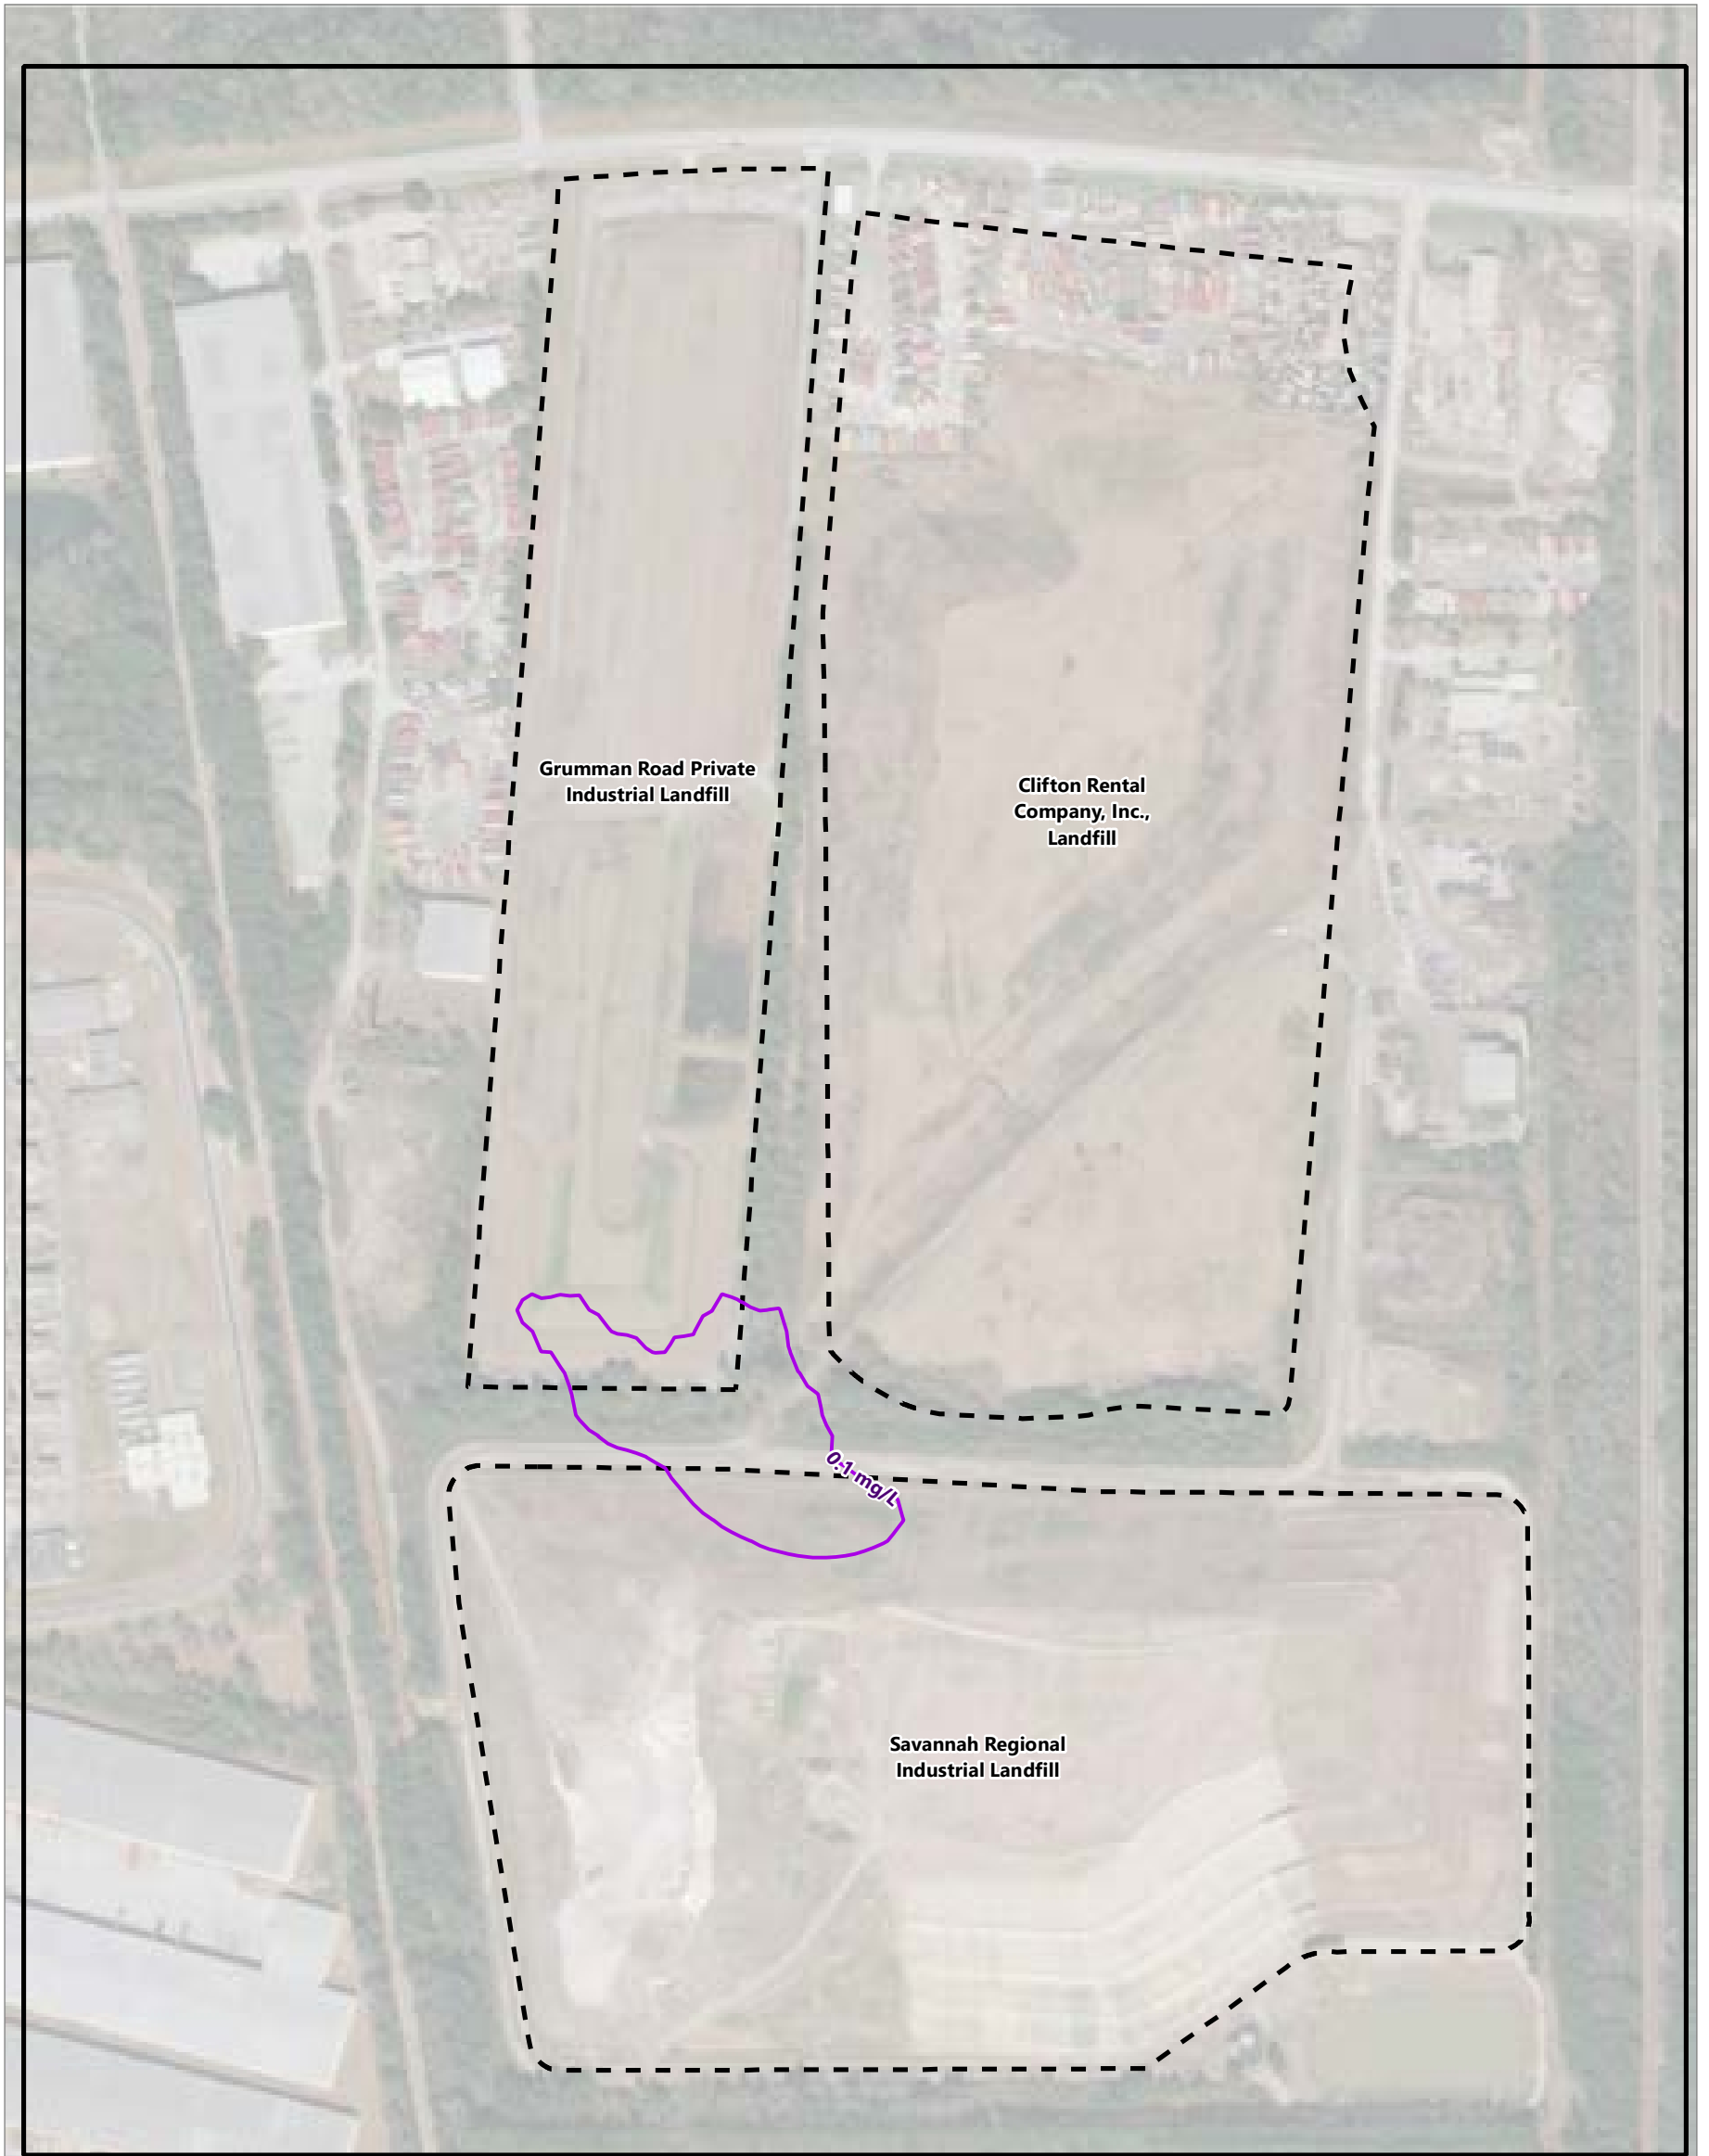 Grumman Road Private
Industrial Landfill
Clifton Rental
Company, Inc.,
Landfill
0.1 mg/L
Savannah Regional
Industrial Landfill